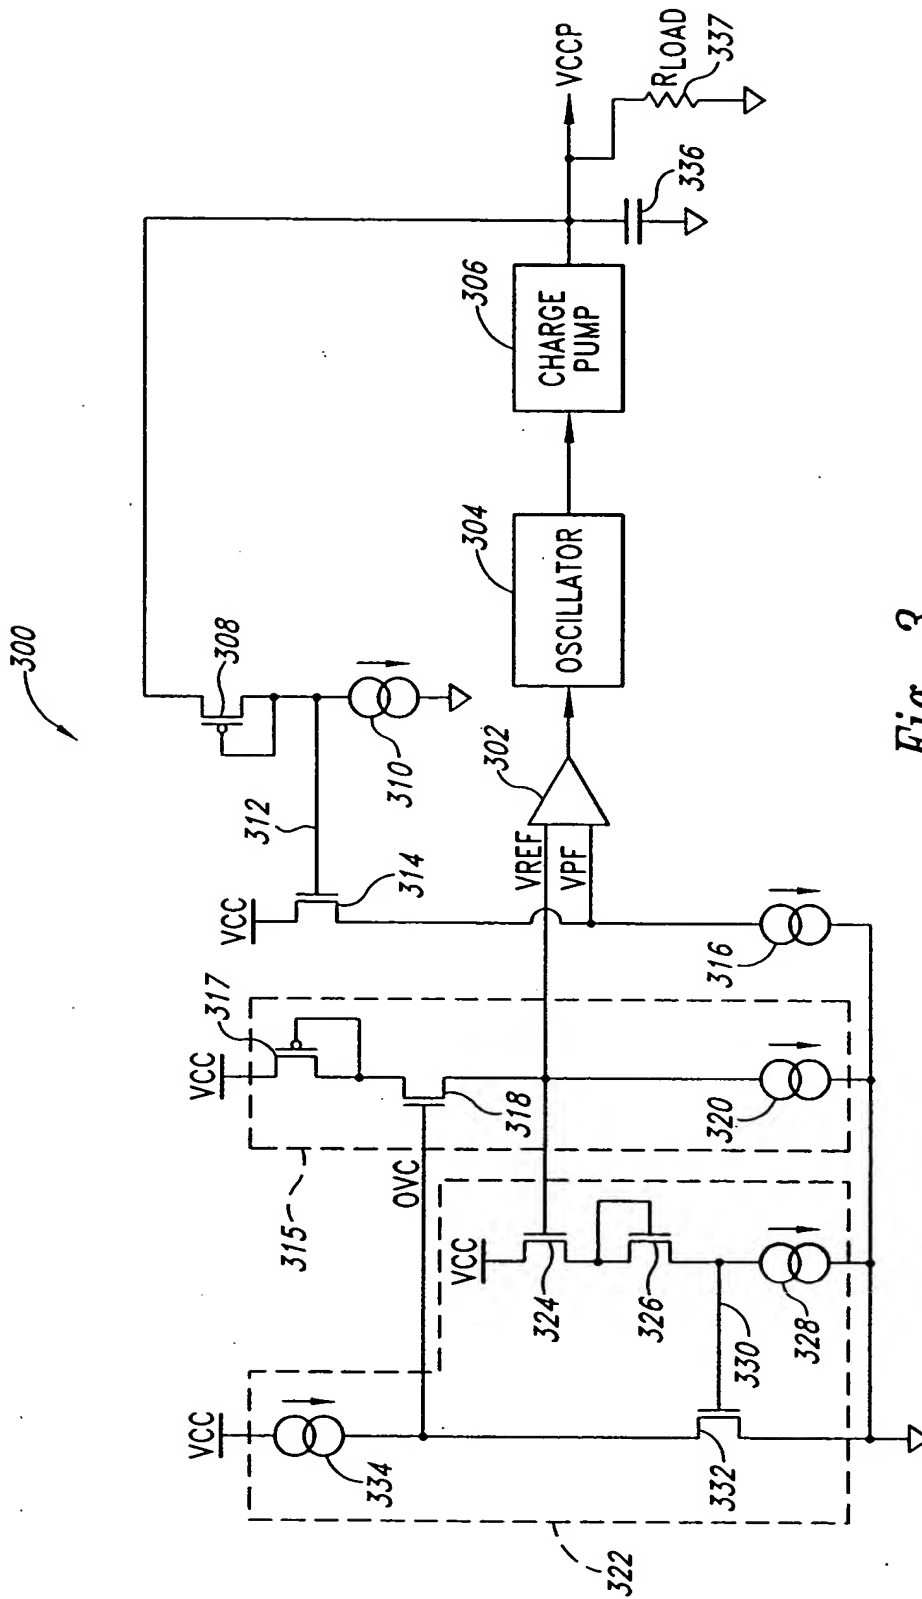 300
VCC
334
322
VCC
317
315
OVC
318
VCC
324
326
330
328
332
320
VCC
312
314
308
310
316
VREF
VPF
302
304
OSCILLATOR
306
CHARGE
PUMP
VCCP
336
RLOAD
337
Fig. 3